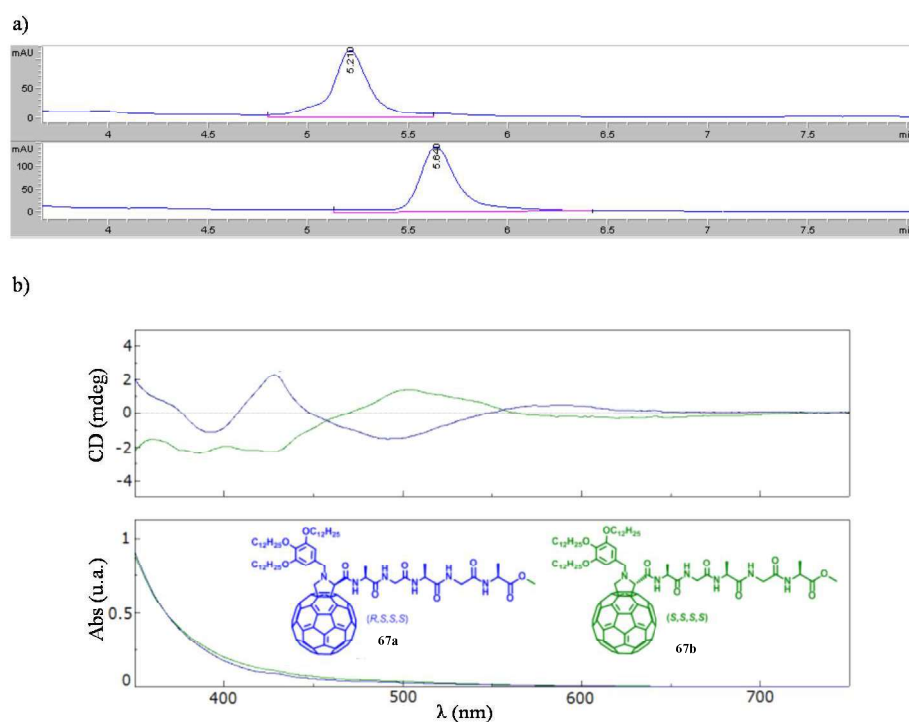 a)
mAU
50
0
5.210
4 4.5 5 5.5 6 6.5 7 7.5 mi
mAU
100
50
0
5.640
4 4.5 5 5.5 6 6.5 7 7.5 mi
b)
CD (mdeg)
4
2
0
-2
-4
Abs (u.a.)
1
0.5
0
OC12H25
C12H25O
C12H25O
N
O
H
N
O
N
H
O
H
N
O
N
H
O
H
N
O
O
(R,S,S,S)
67a
OC12H25
C12H25O
C12H25O
N
O
N
H
O
H
N
O
N
H
O
H
N
O
N
H
O
O
(S,S,S,S)
67b
400 500 600 700
λ (nm)